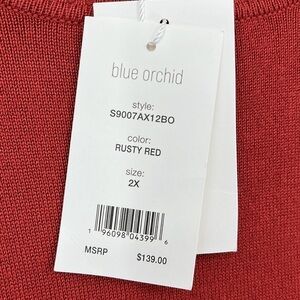 blue orchid
style:
S9007AX12BO
color:
RUSTY RED
size:
2X
1 96098 04399 6
MSRP $139.00